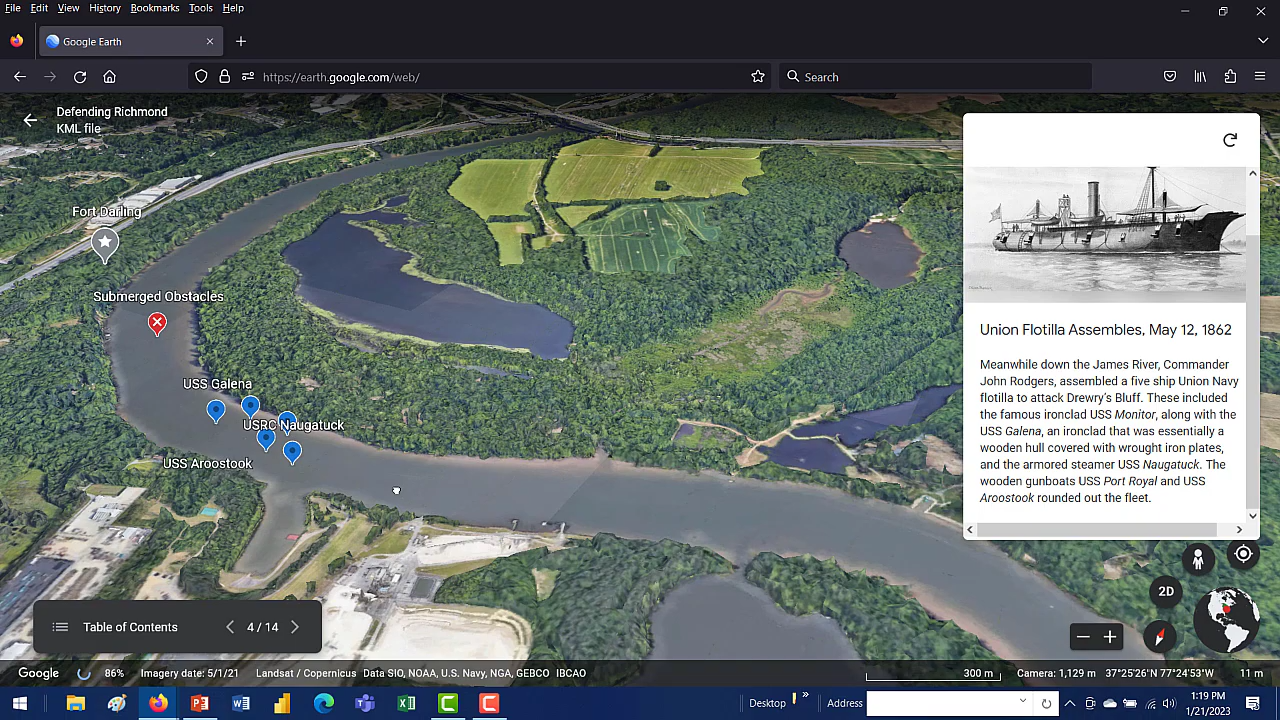 File Edit View History Bookmarks Tools Help
Google Earth
https://earth.google.com/web/
Search
Defending Richmond
KML file
Fort Darling
Submerged Obstacles
USS Galena
USRC Naugatuck
USS Aroostook
Union Flotilla Assembles, May 12, 1862
Meanwhile down the James River, Commander
John Rodgers, assembled a five ship Union Navy
flotilla to attack Drewry's Bluff. These included
the famous ironclad USS Monitor, along with the
USS Galena, an ironclad that was essentially a
wooden hull covered with wrought iron plates,
and the armored steamer USS Naugatuck. The
wooden gunboats USS Port Royal and USS
Aroostook rounded out the fleet.
2D
Table of Contents 4 / 14
Google 86% Imagery date: 5/1/21 Landsat / Copernicus Data SIO, NOAA, U.S. Navy, NGA, GEBCO IBCAO 300 m Camera: 1,129 m 37°25'26"N 77°24'53"W 11 m
Desktop Address
1:19 PM
1/21/2023